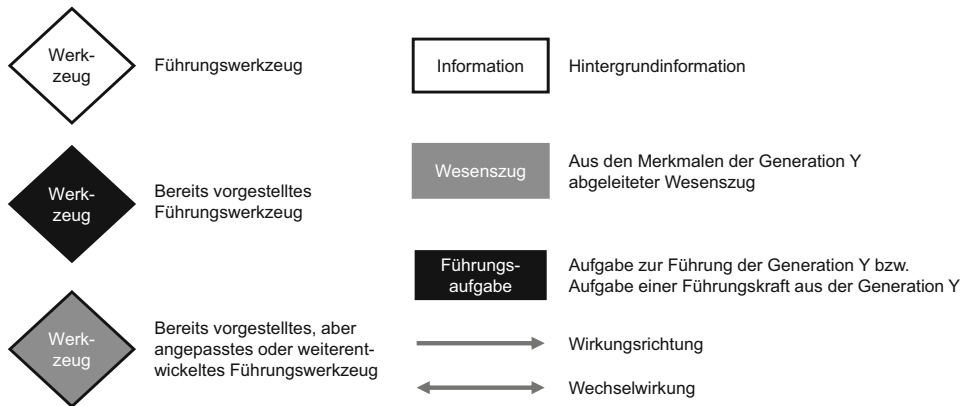 Werk-
zeug
Führungswerkzeug
Werk-
zeug
Bereits vorgestelltes
Führungswerkzeug
Werk-
zeug
Bereits vorgestelltes, aber
angepasstes oder weiterent-
wickeltes Führungswerkzeug
Information
Hintergrundinformation
Wesenszug
Aus den Merkmalen der Generation Y
abgeleiteter Wesenszug
Führungs-
aufgabe
Aufgabe zur Führung der Generation Y bzw.
Aufgabe einer Führungskraft aus der Generation Y
Wirkungsrichtung
Wechselwirkung